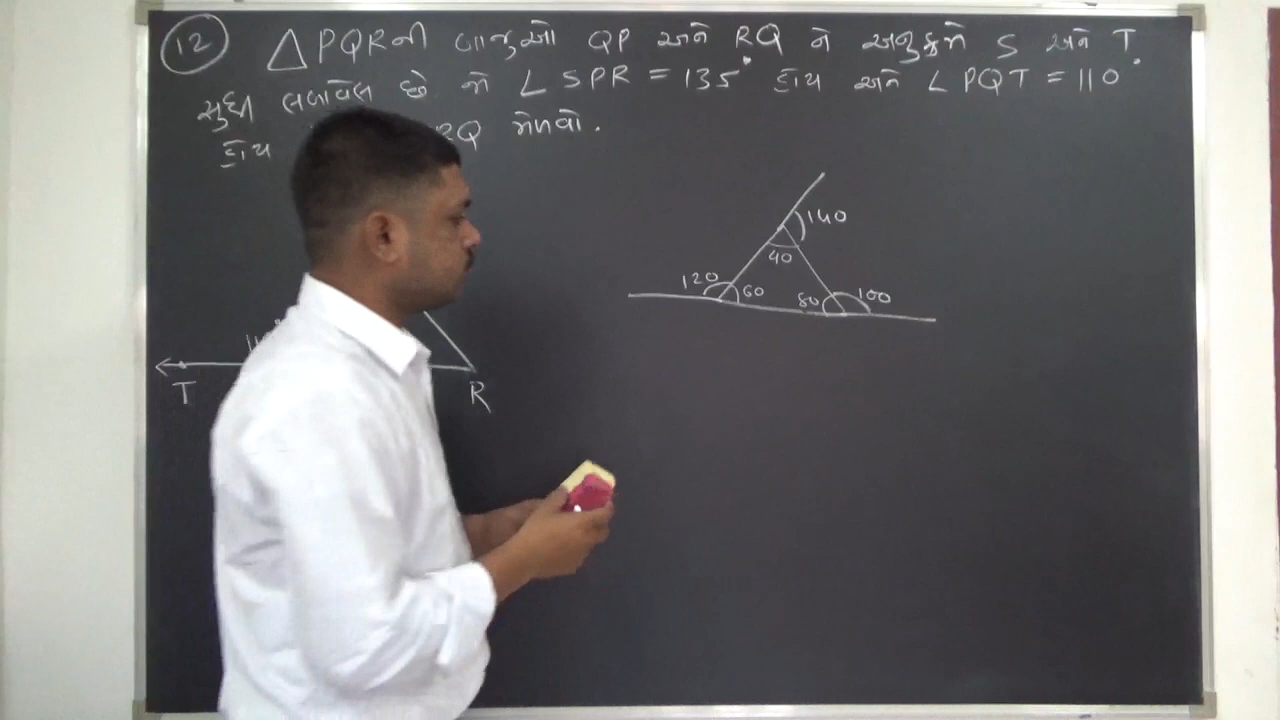 12 △PQRની બાજુઓ QP અને RQ ને અનુક્રમે S અને T
સુધી લંબાવેલ છે જો ∠SPR = 135° હોય અને ∠PQT = 110°
હોય RQ મેળવો.
140
40
120 60 80 100
T R